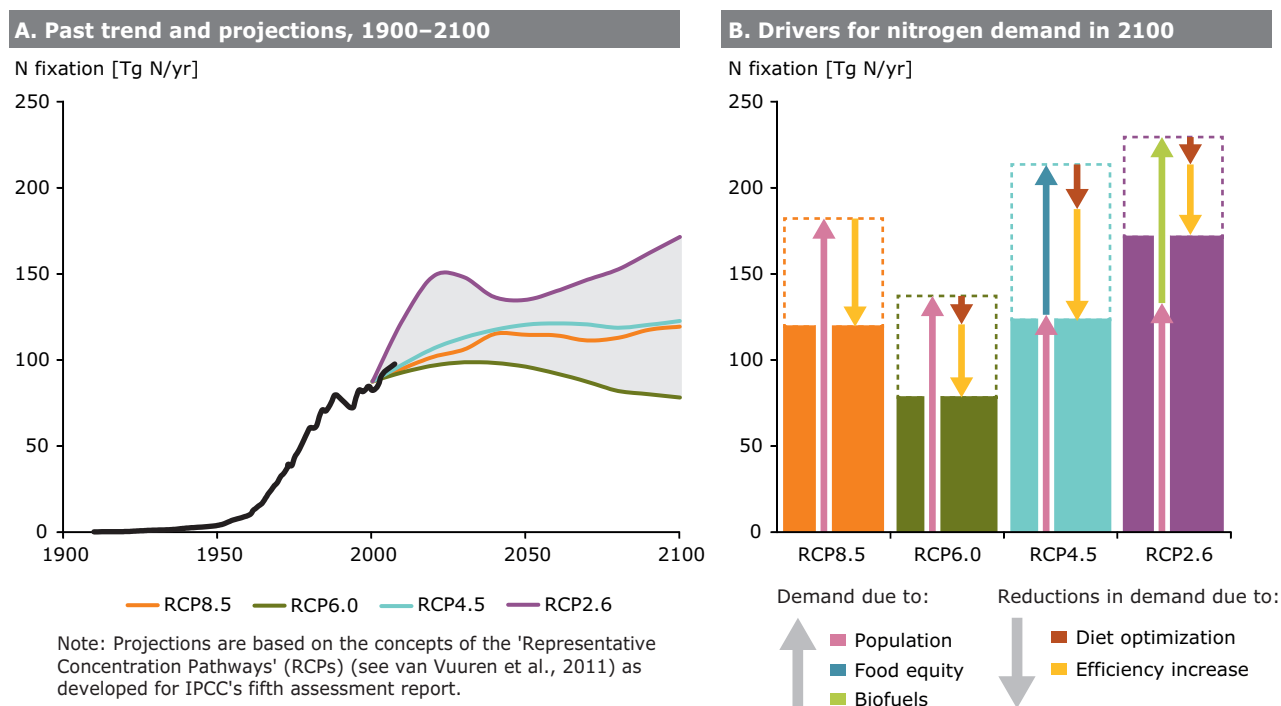 A. Past trend and projections, 1900–2100
N fixation [Tg N/yr]
250
200
150
100
50
0
1900
1950
2000
2050
2100
RCP8.5
RCP6.0
RCP4.5
RCP2.6
Note: Projections are based on the concepts of the 'Representative
Concentration Pathways' (RCPs) (see van Vuuren et al., 2011) as
developed for IPCC's fifth assessment report.
B. Drivers for nitrogen demand in 2100
N fixation [Tg N/yr]
250
200
150
100
50
0
RCP8.5
RCP6.0
RCP4.5
RCP2.6
Demand due to:
Population
Food equity
Biofuels
Reductions in demand due to:
Diet optimization
Efficiency increase